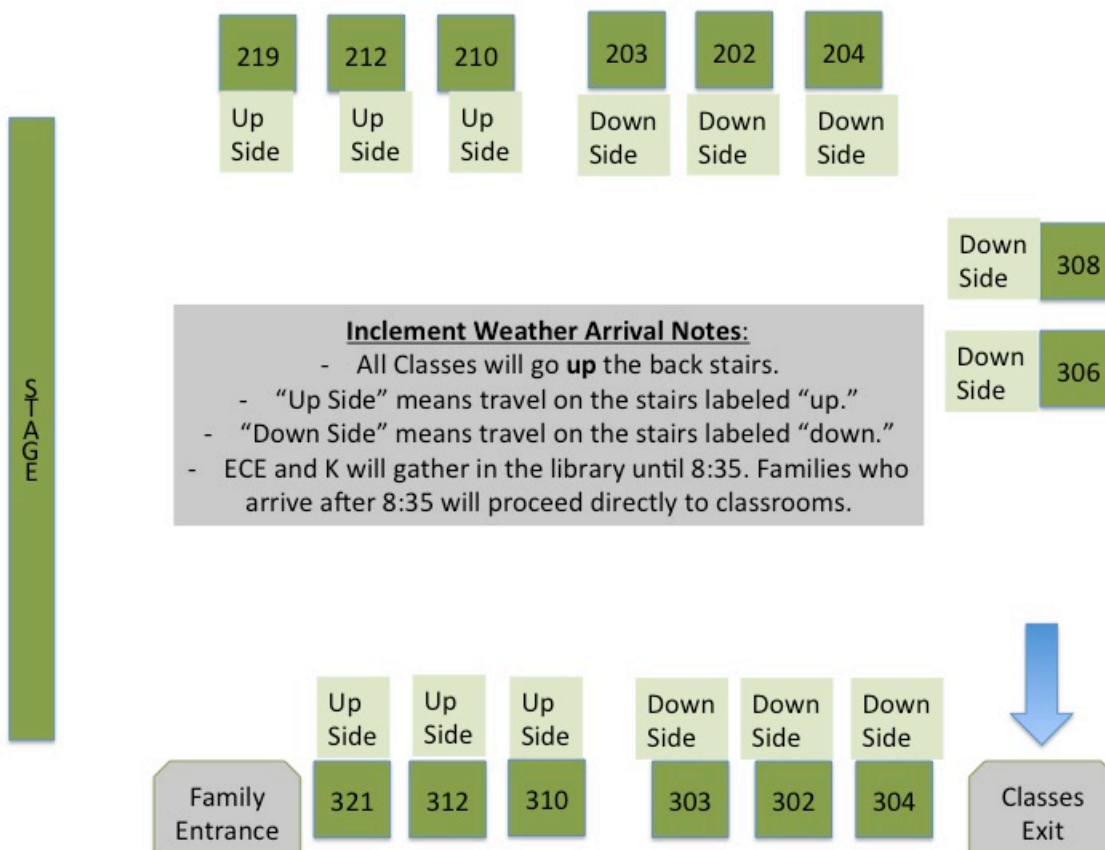 219
212
210
203
202
204
Up
Side
Up
Side
Up
Side
Down
Side
Down
Side
Down
Side
Down
Side
308
Down
Side
306
STAGE
Inclement Weather Arrival Notes:
- All Classes will go up the back stairs.
- “Up Side” means travel on the stairs labeled “up.”
- “Down Side” means travel on the stairs labeled “down.”
- ECE and K will gather in the library until 8:35. Families who
arrive after 8:35 will proceed directly to classrooms.
Up
Side
Up
Side
Up
Side
Down
Side
Down
Side
Down
Side
Family
Entrance
321
312
310
303
302
304
Classes
Exit